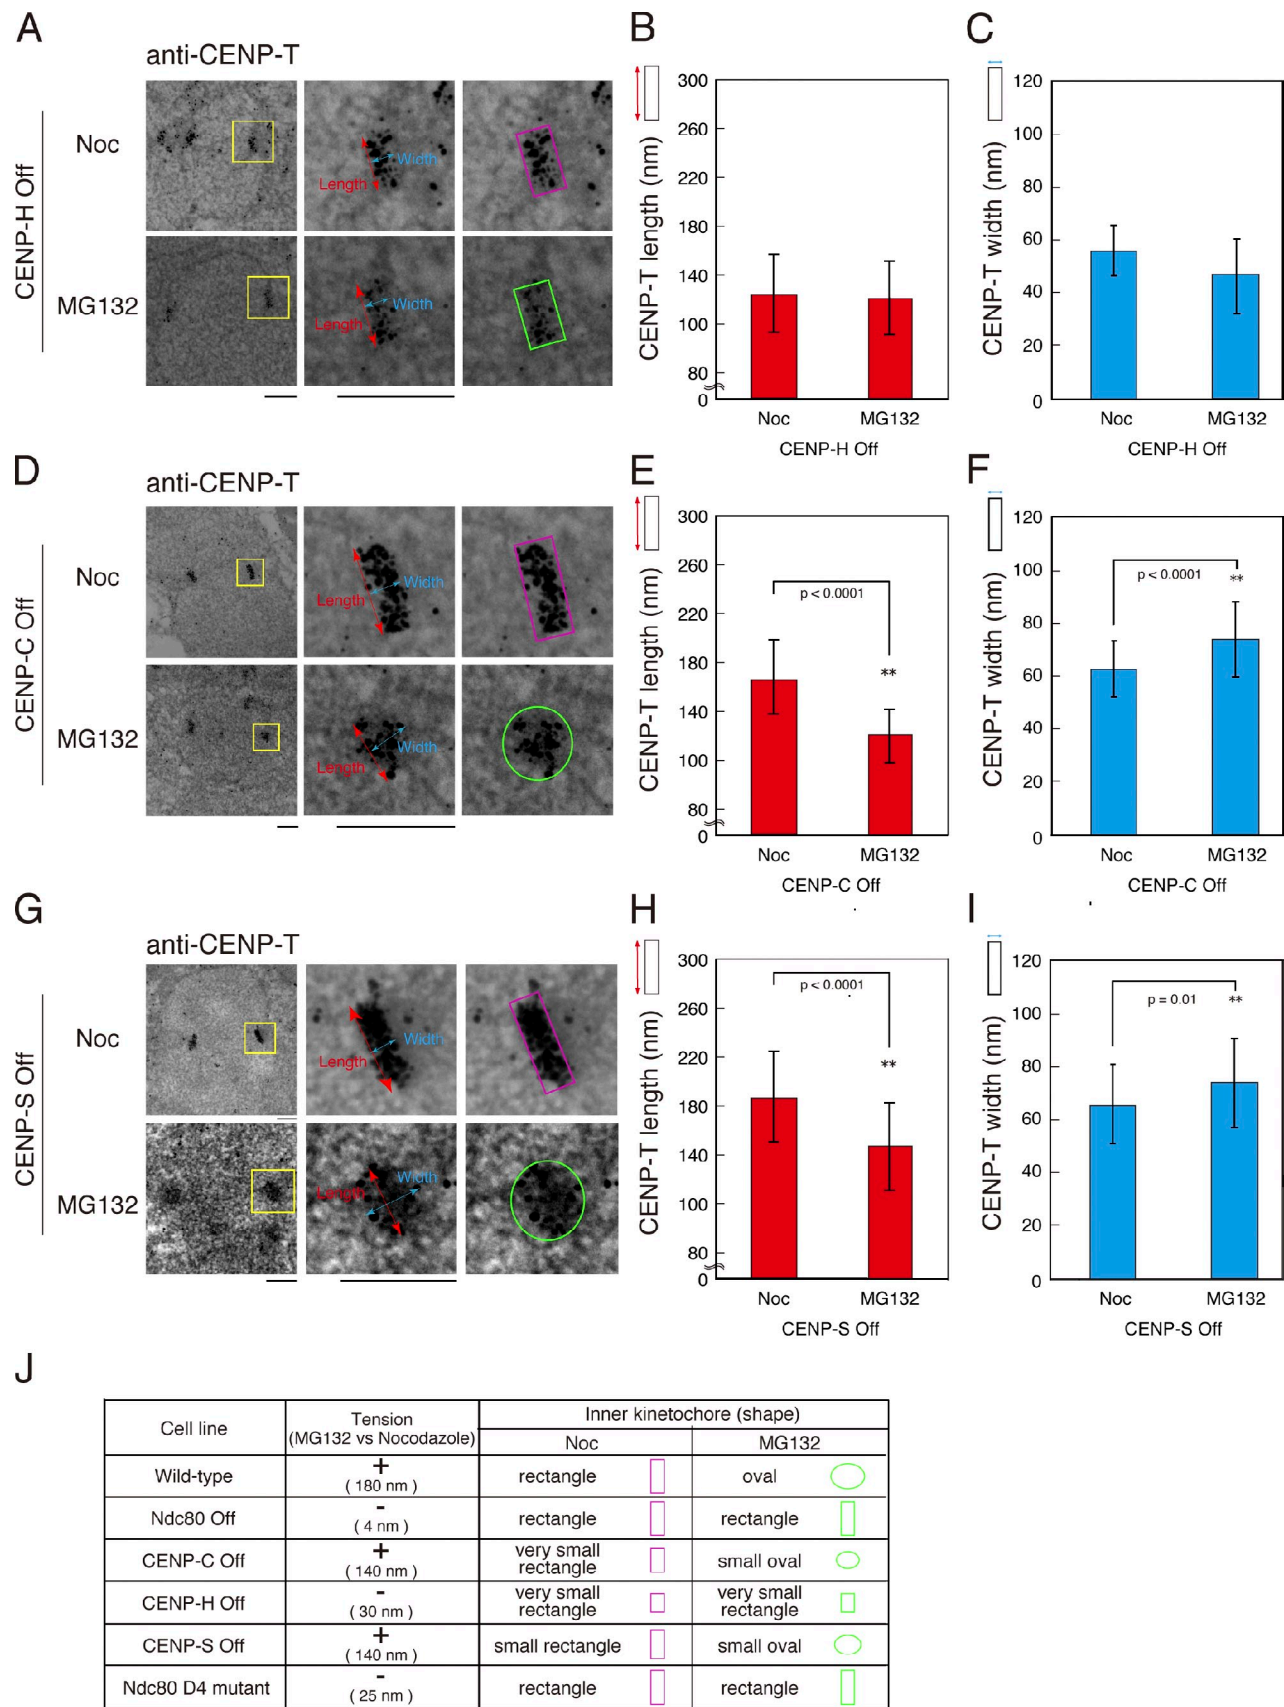 A
anti-CENP-T
CENP-H Off
Noc
Length
Width
MG132
Length
Width
B
CENP-T length (nm)
300
260
220
180
140
100
80
0
Noc MG132
CENP-H Off
C
CENP-T width (nm)
120
100
80
60
40
20
0
Noc MG132
CENP-H Off
D
anti-CENP-T
CENP-C Off
Noc
Length
Width
MG132
Length
Width
E
CENP-T length (nm)
300
260
220
180
140
100
80
0
p < 0.0001
**
Noc MG132
CENP-C Off
F
CENP-T width (nm)
120
100
80
60
40
20
0
p < 0.0001
**
Noc MG132
CENP-C Off
G
anti-CENP-T
CENP-S Off
Noc
Length
Width
MG132
Length
Width
H
CENP-T length (nm)
300
260
220
180
140
100
80
0
p < 0.0001
**
Noc MG132
CENP-S Off
I
CENP-T width (nm)
120
100
80
60
40
20
0
p = 0.01
**
Noc MG132
CENP-S Off
J
Cell line
Tension
(MG132 vs Nocodazole)
Inner kinetochore (shape)
Noc MG132
Wild-type + rectangle oval
( 180 nm )
Ndc80 Off - rectangle rectangle
( 4 nm )
CENP-C Off + very small rectangle small oval
( 140 nm )
CENP-H Off - very small rectangle very small rectangle
( 30 nm )
CENP-S Off + small rectangle small oval
( 140 nm )
Ndc80 D4 mutant - rectangle rectangle
( 25 nm )